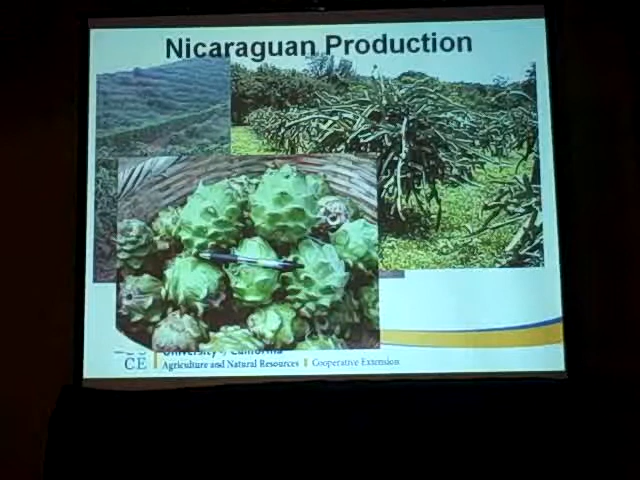 Nicaraguan Production
University of California
CE
Agriculture and Natural Resources | Cooperative Extension